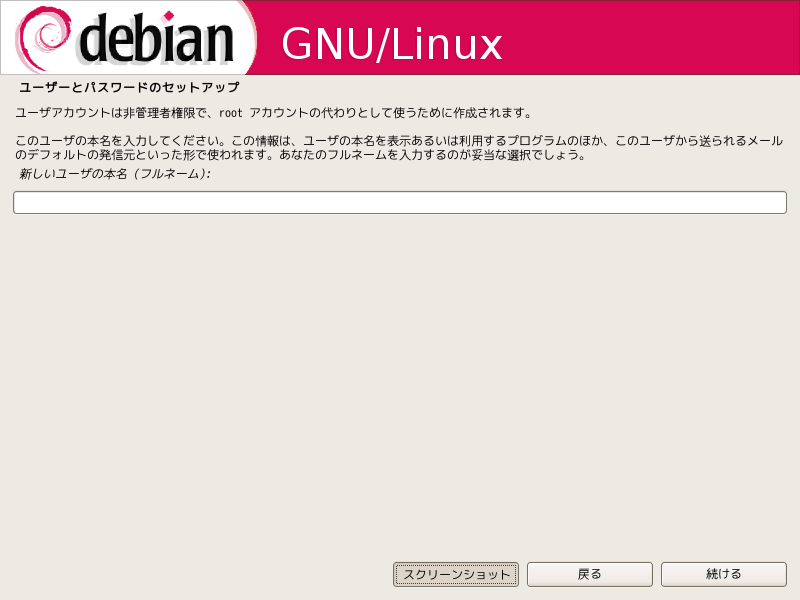 debian GNU/Linux
ユーザーとパスワードのセットアップ
ユーザアカウントは非管理者権限で、root アカウントの代わりとして使うために作成されます。
このユーザの本名を入力してください。この情報は、ユーザの本名を表示あるいは利用するプログラムのほか、このユーザから送られるメール
のデフォルトの発信元といった形で使われます。あなたのフルネームを入力するのが妥当な選択でしょう。
新しいユーザの本名 (フルネーム):
スクリーンショット 戻る 続ける